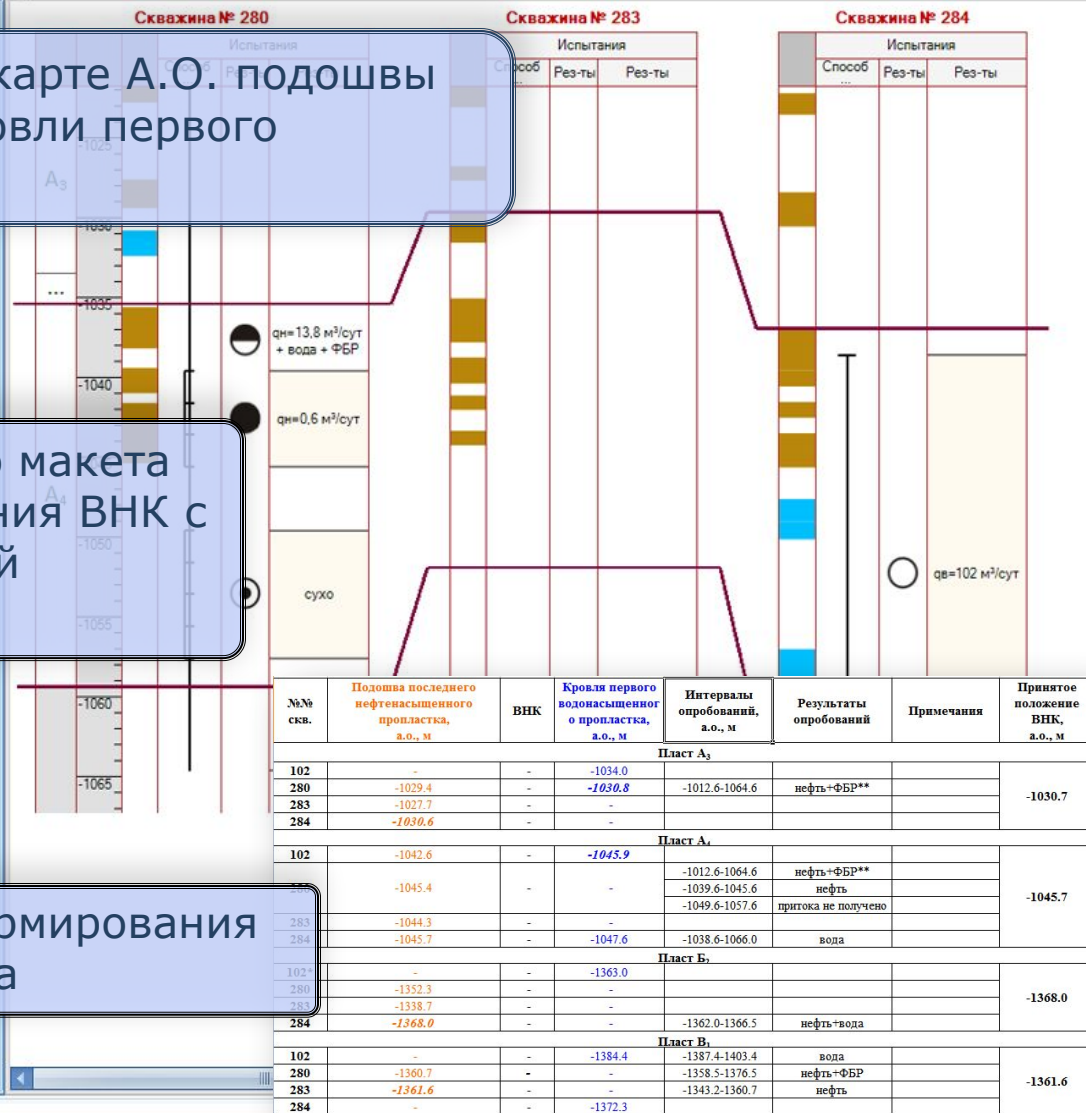 Скважина № 280
Скважина № 283
Скважина № 284
Испытания
Испытания
Испытания
Способ Рез-ты Рез-ты
Способ ... Рез-ты Рез-ты
карте А.О. подошвы
овли первого
-1025
А₃
-1030
...
-1035
qн=13,8 м³/сут
+ вода + ФБР
-1040
qн=0,6 м³/сут
о макета
ния ВНК с
й
А₄
-1050
сухо
qв=102 м³/сут
-1055
-1060
-1065
рмирования
а
№№ скв. Подошва последнего нефтенасыщенного пропластка, а.о., м ВНК Кровля первого водонасыщенног о пропластка, а.о., м Интервалы опробований, а.о., м Результаты опробований Примечания Принятое положение ВНК, а.о., м
Пласт А₃
102 - - -1034.0
280 -1029.4 - -1030.8 -1012.6-1064.6 нефть+ФБР**
-1030.7
283 -1027.7 - -
284 -1030.6 - -
Пласт А₄
102 -1042.6 - -1045.9
-1012.6-1064.6 нефть+ФБР**
280 -1045.4 - - -1039.6-1045.6 нефть
-1045.7
-1049.6-1057.6 притока не получено
283 -1044.3 - -
284 -1045.7 - -1047.6 -1038.6-1066.0 вода
Пласт Б₂
102* - - -1363.0
280 -1352.3 - -
-1368.0
283 -1338.7 - -
284 -1368.0 - - -1362.0-1366.5 нефть+вода
Пласт В₁
102 - - -1384.4 -1387.4-1403.4 вода
280 -1360.7 - - -1358.5-1376.5 нефть+ФБР
-1361.6
283 -1361.6 - - -1343.2-1360.7 нефть
284 - - -1372.3